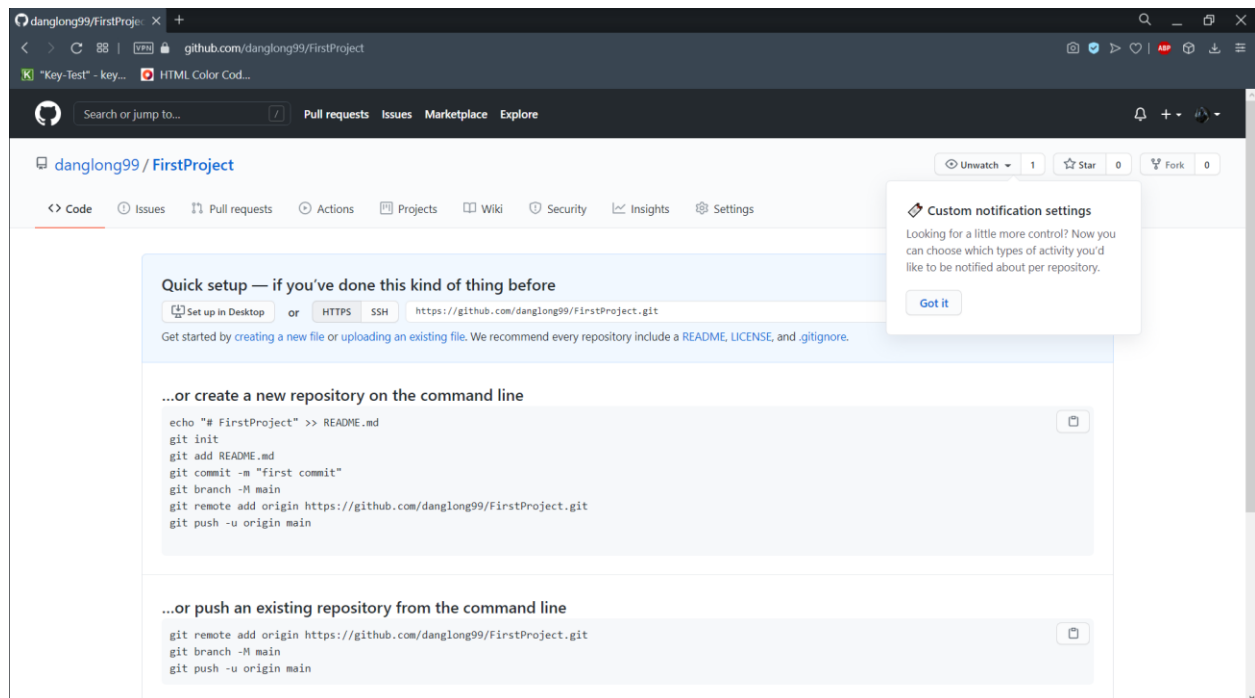 danglong99/FirstProjec
VPN github.com/danglong99/FirstProject
ABP
K "Key-Test" - key... HTML Color Cod...
Search or jump to... / Pull requests Issues Marketplace Explore
danglong99 / FirstProject
Unwatch 1 Star 0 Fork 0
Code Issues Pull requests Actions Projects Wiki Security Insights Settings
Custom notification settings
Looking for a little more control? Now you
can choose which types of activity you'd
like to be notified about per repository.
Got it
Quick setup — if you've done this kind of thing before
Set up in Desktop or HTTPS SSH https://github.com/danglong99/FirstProject.git
Get started by creating a new file or uploading an existing file. We recommend every repository include a README, LICENSE, and .gitignore.
...or create a new repository on the command line
echo "# FirstProject" >> README.md
git init
git add README.md
git commit -m "first commit"
git branch -M main
git remote add origin https://github.com/danglong99/FirstProject.git
git push -u origin main
...or push an existing repository from the command line
git remote add origin https://github.com/danglong99/FirstProject.git
git branch -M main
git push -u origin main